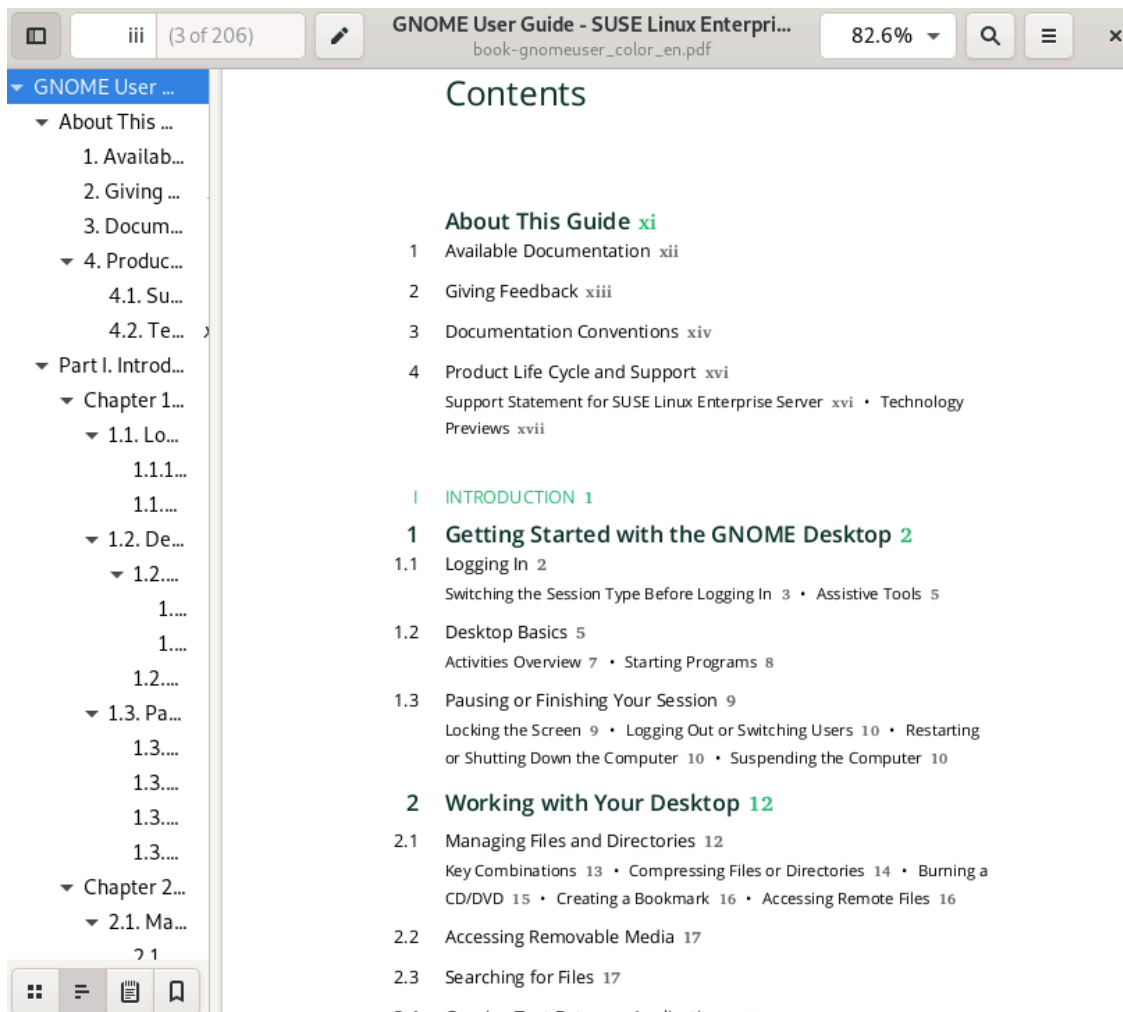 iii (3 of 206)
GNOME User Guide - SUSE Linux Enterpri...
book-gnomeuser_color_en.pdf
82.6%
GNOME User ...
About This ...
1. Availab...
2. Giving ...
3. Docum...
4. Produc...
4.1. Su...
4.2. Te...
Part I. Introd...
Chapter 1...
1.1. Lo...
1.1.1...
1.1....
1.2. De...
1.2....
1....
1....
1.2....
1.3. Pa...
1.3....
1.3....
1.3....
1.3....
Chapter 2...
2.1. Ma...
2.1
Contents
About This Guide xi
1 Available Documentation xii
2 Giving Feedback xiii
3 Documentation Conventions xiv
4 Product Life Cycle and Support xvi
Support Statement for SUSE Linux Enterprise Server xvi • Technology
Previews xvii
I INTRODUCTION 1
1 Getting Started with the GNOME Desktop 2
1.1 Logging In 2
Switching the Session Type Before Logging In 3 • Assistive Tools 5
1.2 Desktop Basics 5
Activities Overview 7 • Starting Programs 8
1.3 Pausing or Finishing Your Session 9
Locking the Screen 9 • Logging Out or Switching Users 10 • Restarting
or Shutting Down the Computer 10 • Suspending the Computer 10
2 Working with Your Desktop 12
2.1 Managing Files and Directories 12
Key Combinations 13 • Compressing Files or Directories 14 • Burning a
CD/DVD 15 • Creating a Bookmark 16 • Accessing Remote Files 16
2.2 Accessing Removable Media 17
2.3 Searching for Files 17